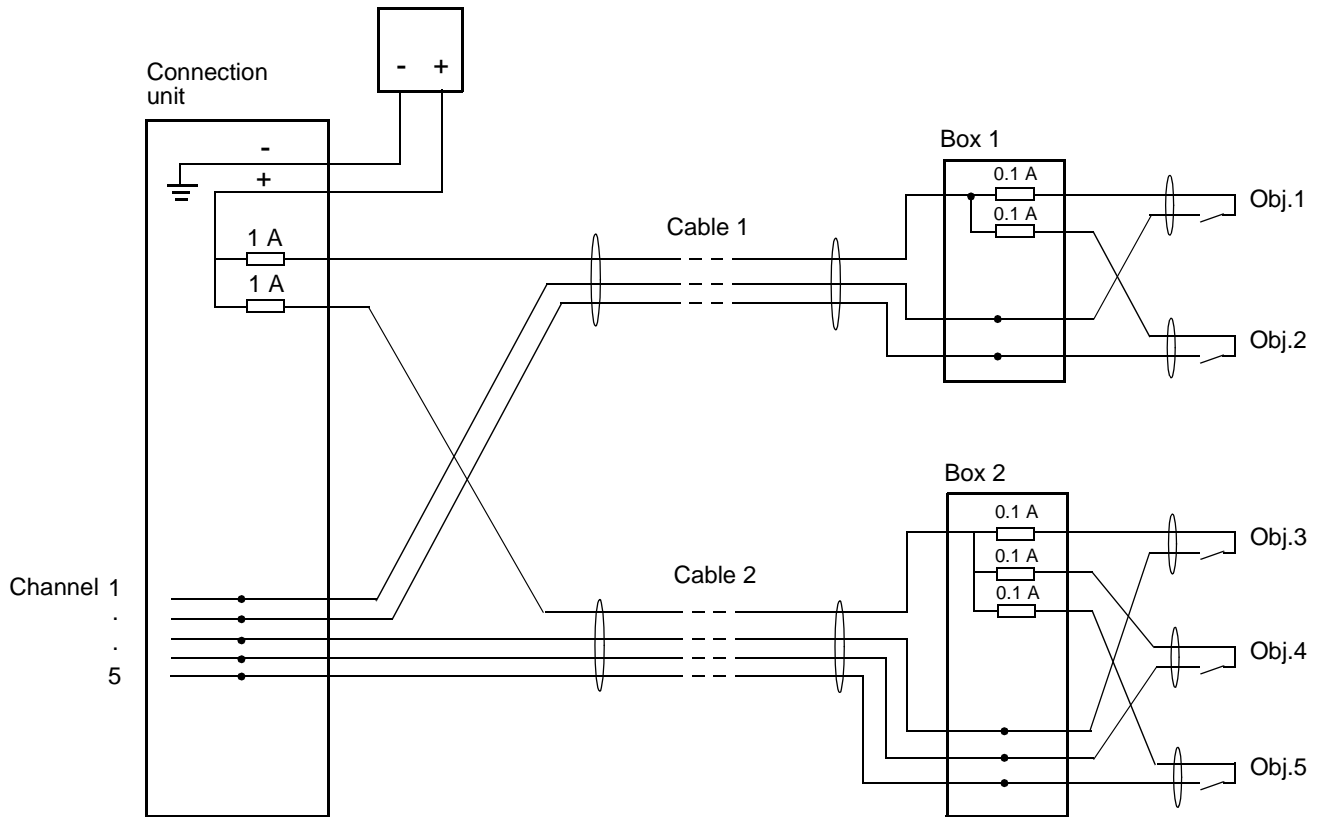 - +
Connection
unit
-
+
1 A
1 A
Cable 1
Box 1
0.1 A
0.1 A
Obj.1
Obj.2
Box 2
0.1 A
0.1 A
0.1 A
Obj.3
Obj.4
Obj.5
Cable 2
Channel 1
.
.
5